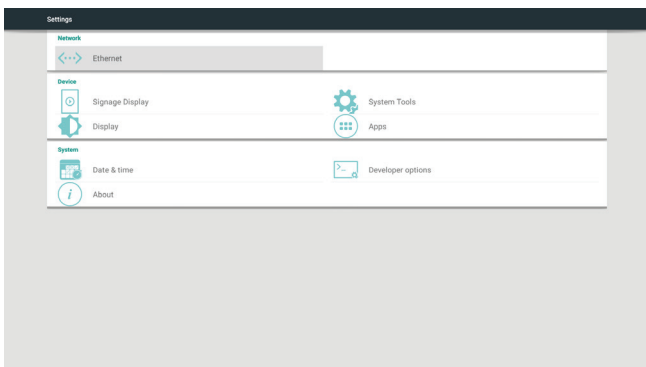 Settings
Network
Ethernet
Device
Signage Display
System Tools
Display
Apps
System
Date & time
Developer options
About